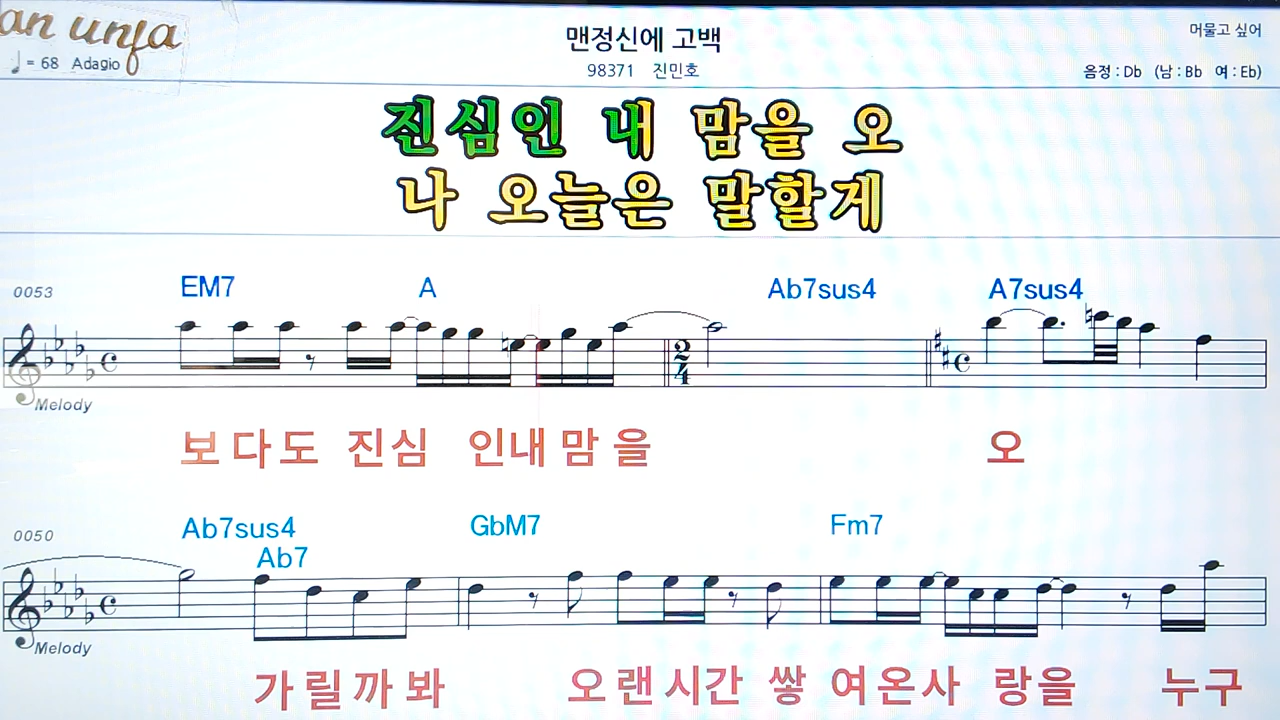 an unja
♩ = 68 Adagio
맨정신에 고백
98371 진민호
머물고 싶어
음정 : Db (남 : Bb 여 : Eb)
진심인 내 맘을 오
나 오늘은 말할게
0053
EM7 A Ab7sus4 A7sus4
2/4
Melody
보다도 진심 인내맘을 오
0050
Ab7sus4 GbM7 Fm7
Ab7
Melody
가릴까봐 오랜시간 쌓여온사랑을 누구